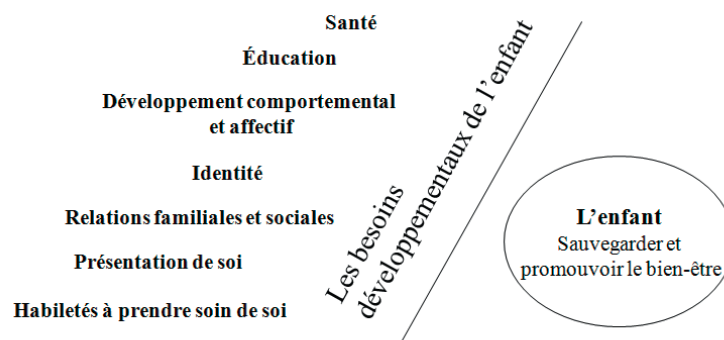 Santé
Éducation
Développement comportemental
et affectif
Identité
Relations familiales et sociales
Présentation de soi
Habiletés à prendre soin de soi
Les besoins
développementaux de l'enfant
L'enfant
Sauvegarder et
promouvoir le bien-être